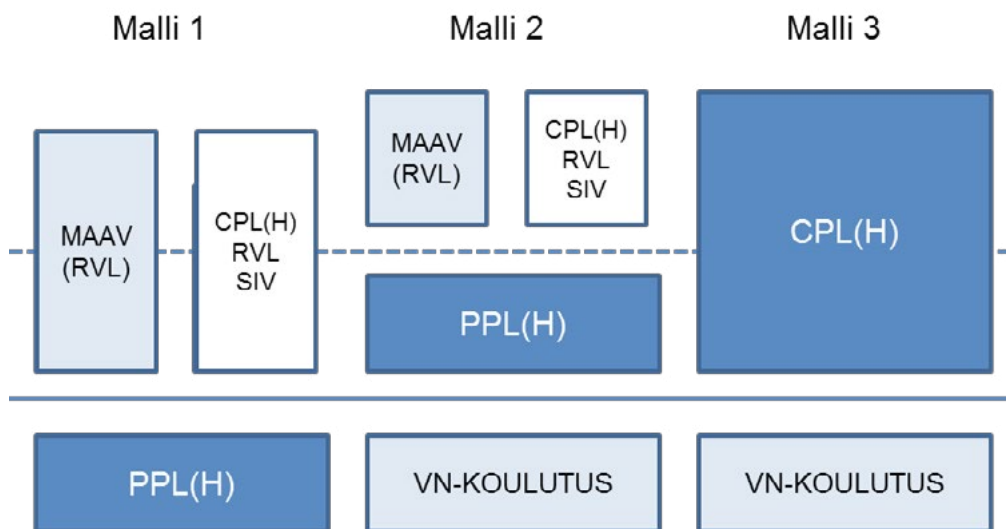 Malli 1
Malli 2
Malli 3
MAAV
(RVL)
CPL(H)
RVL
SIV
MAAV
(RVL)
CPL(H)
RVL
SIV
CPL(H)
PPL(H)
PPL(H)
VN-KOULUTUS
VN-KOULUTUS